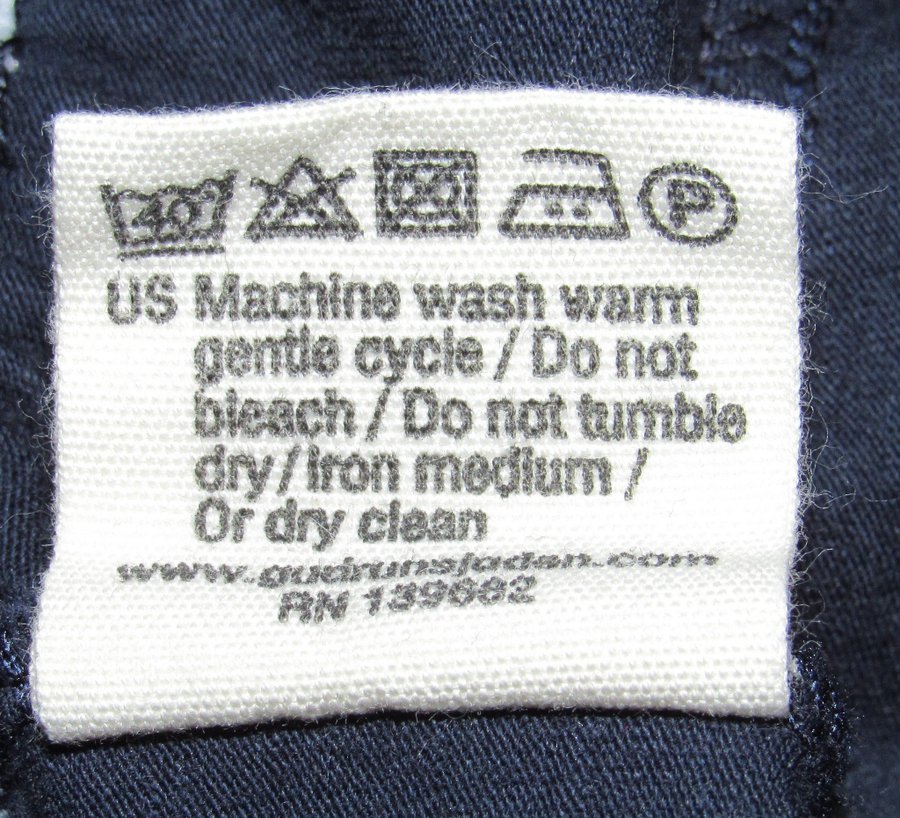 40 P
US Machine wash warm
gentle cycle / Do not
bleach / Do not tumble
dry / Iron medium /
Or dry clean
www.gudrunsjoden.com
RN 139662